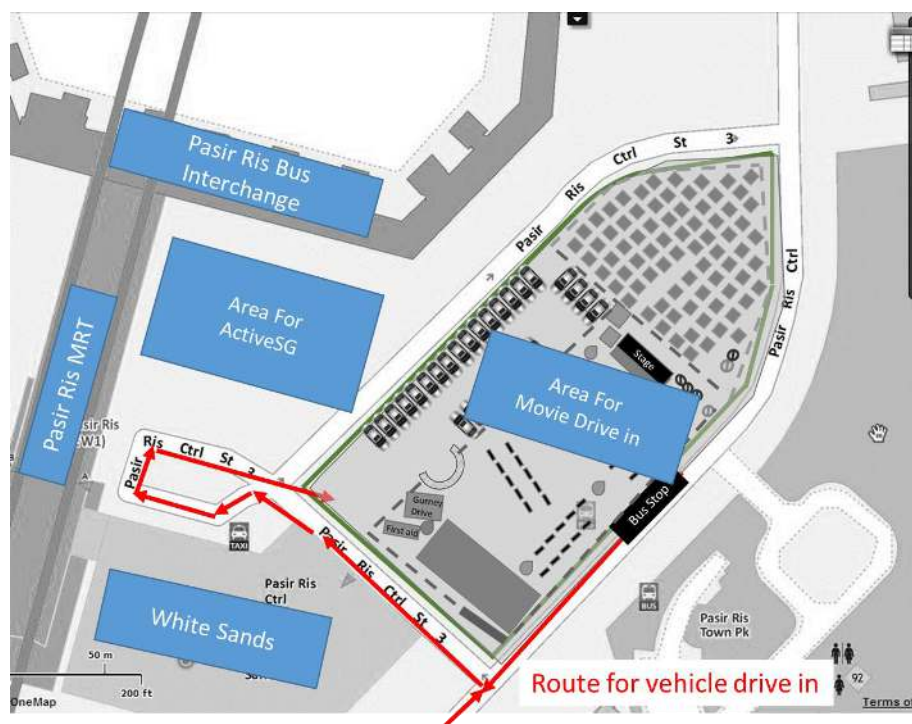 Pasir Ris Bus
Interchange
Pasir Ris Ctrl St 3
Area For
ActiveSG
Pasir Ris Ctrl
Pasir Ris MRT
Stage
Area For
Movie Drive in
Pasir Ris Ctrl St 3
Gurney
Drive
First aid
Bus Stop
TAXI
Pasir Ris Ctrl St 3
Pasir Ris
Ctrl
BUS
White Sands
Pasir Ris
Town Pk
50 m
200 ft
92
Route for vehicle drive in
OneMap
Terms of